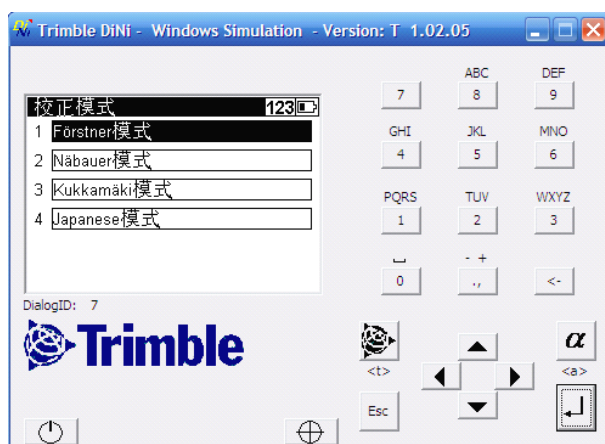 Trimble DiNi - Windows Simulation - Version: T 1.02.05
校正模式 123
1 Förstner模式
2 Näbauer模式
3 Kukkamäki模式
4 Japanese模式
DialogID: 7
Trimble
ABC DEF
7 8 9
GHI JKL MNO
4 5 6
PQRS TUV WXYZ
1 2 3
⎵ - +
0 ., <-
<t> α
<a>
Esc